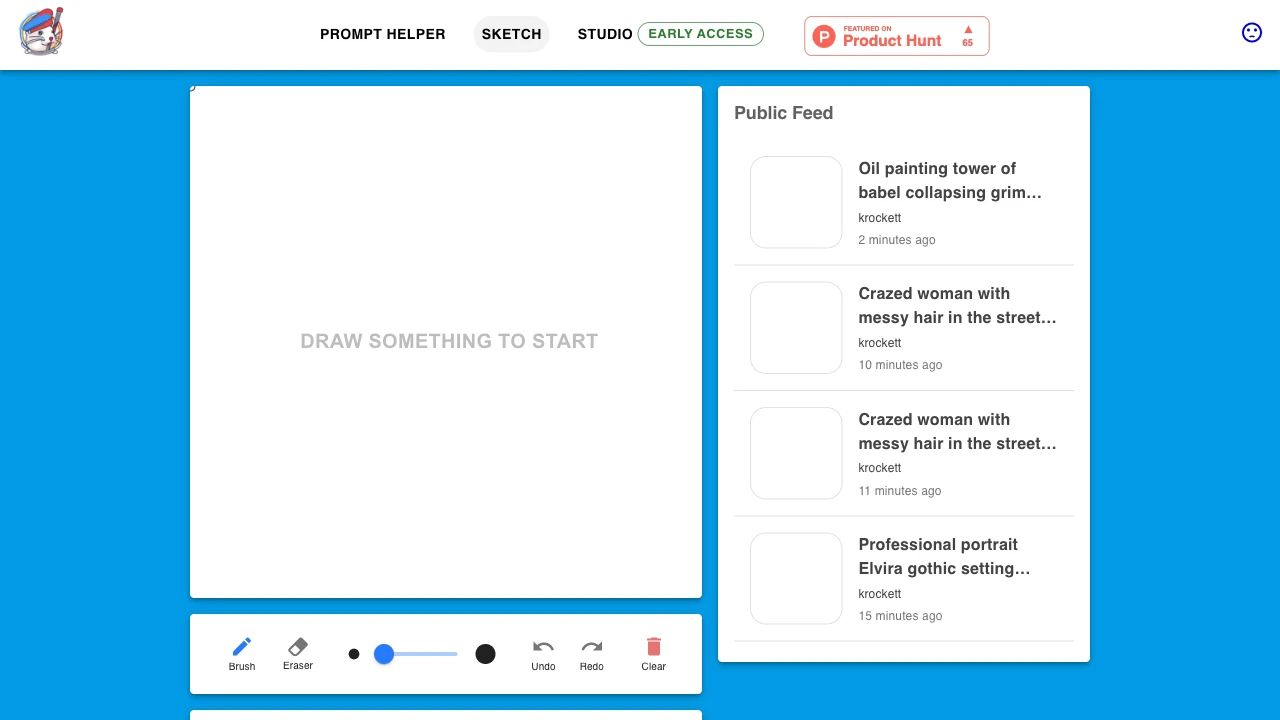 PROMPT HELPER
SKETCH
STUDIO
EARLY ACCESS
P
FEATURED ON
Product Hunt
65
DRAW SOMETHING TO START
Brush
Eraser
Undo
Redo
Clear
Public Feed
Oil painting tower of
babel collapsing grim...
krockett
2 minutes ago
Crazed woman with
messy hair in the street...
krockett
10 minutes ago
Crazed woman with
messy hair in the street...
krockett
11 minutes ago
Professional portrait
Elvira gothic setting...
krockett
15 minutes ago